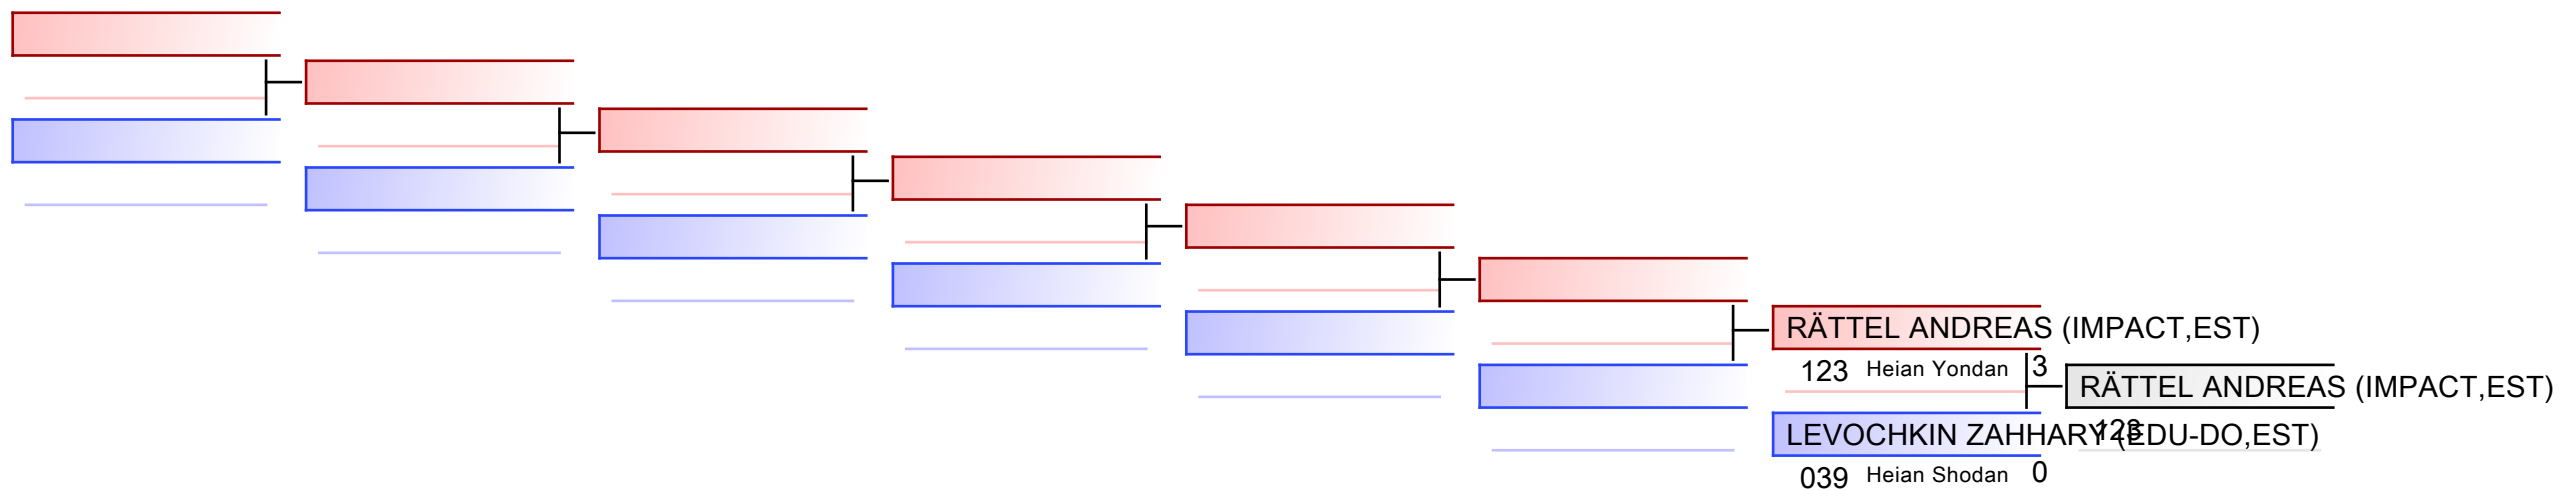 RÄTTEL ANDREAS (IMPACT,EST)
123 Heian Yondan 3
RÄTTEL ANDREAS (IMPACT,EST)
123
LEVOCHKIN ZAHHARY (EDU-DO,EST)
039 Heian Shodan 0